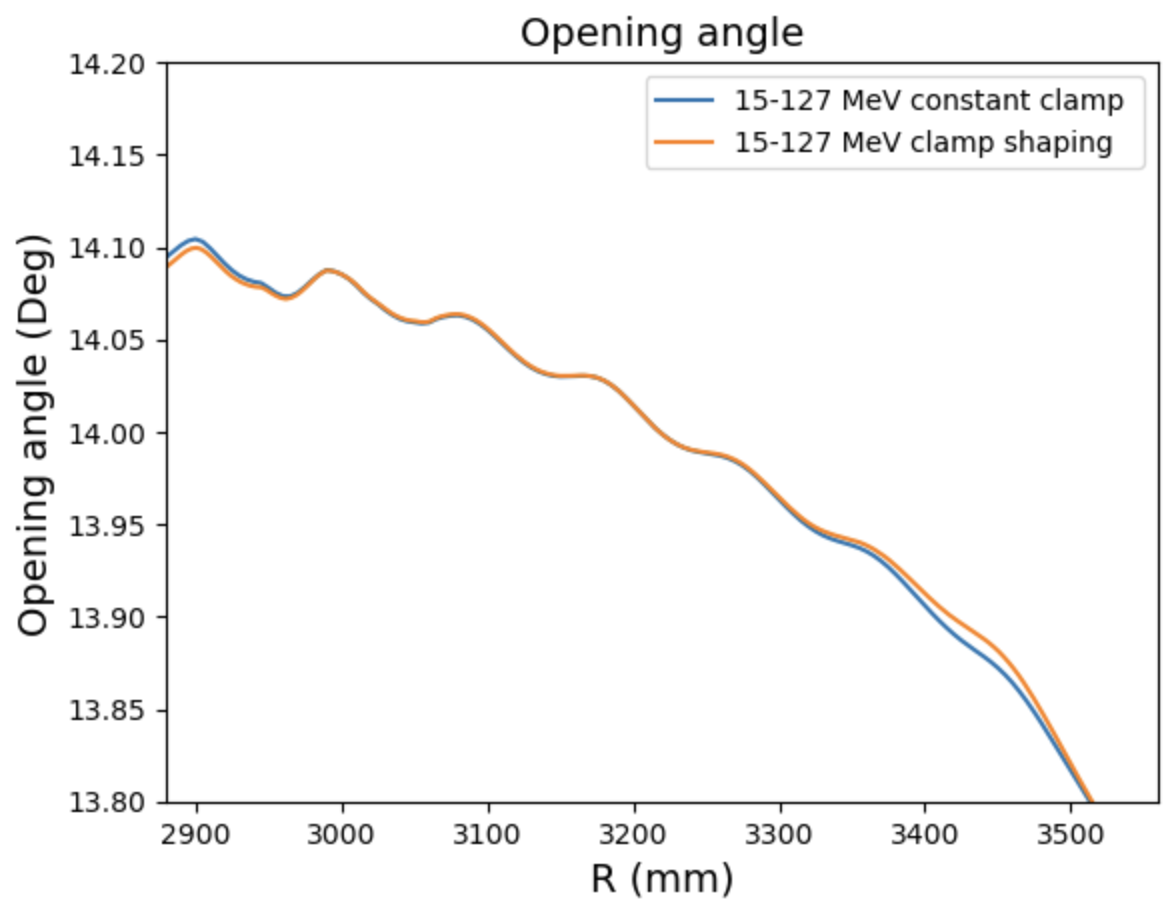 Opening angle
15-127 MeV constant clamp
15-127 MeV clamp shaping
Opening angle (Deg)
14.20
14.15
14.10
14.05
14.00
13.95
13.90
13.85
13.80
2900 3000 3100 3200 3300 3400 3500
R (mm)